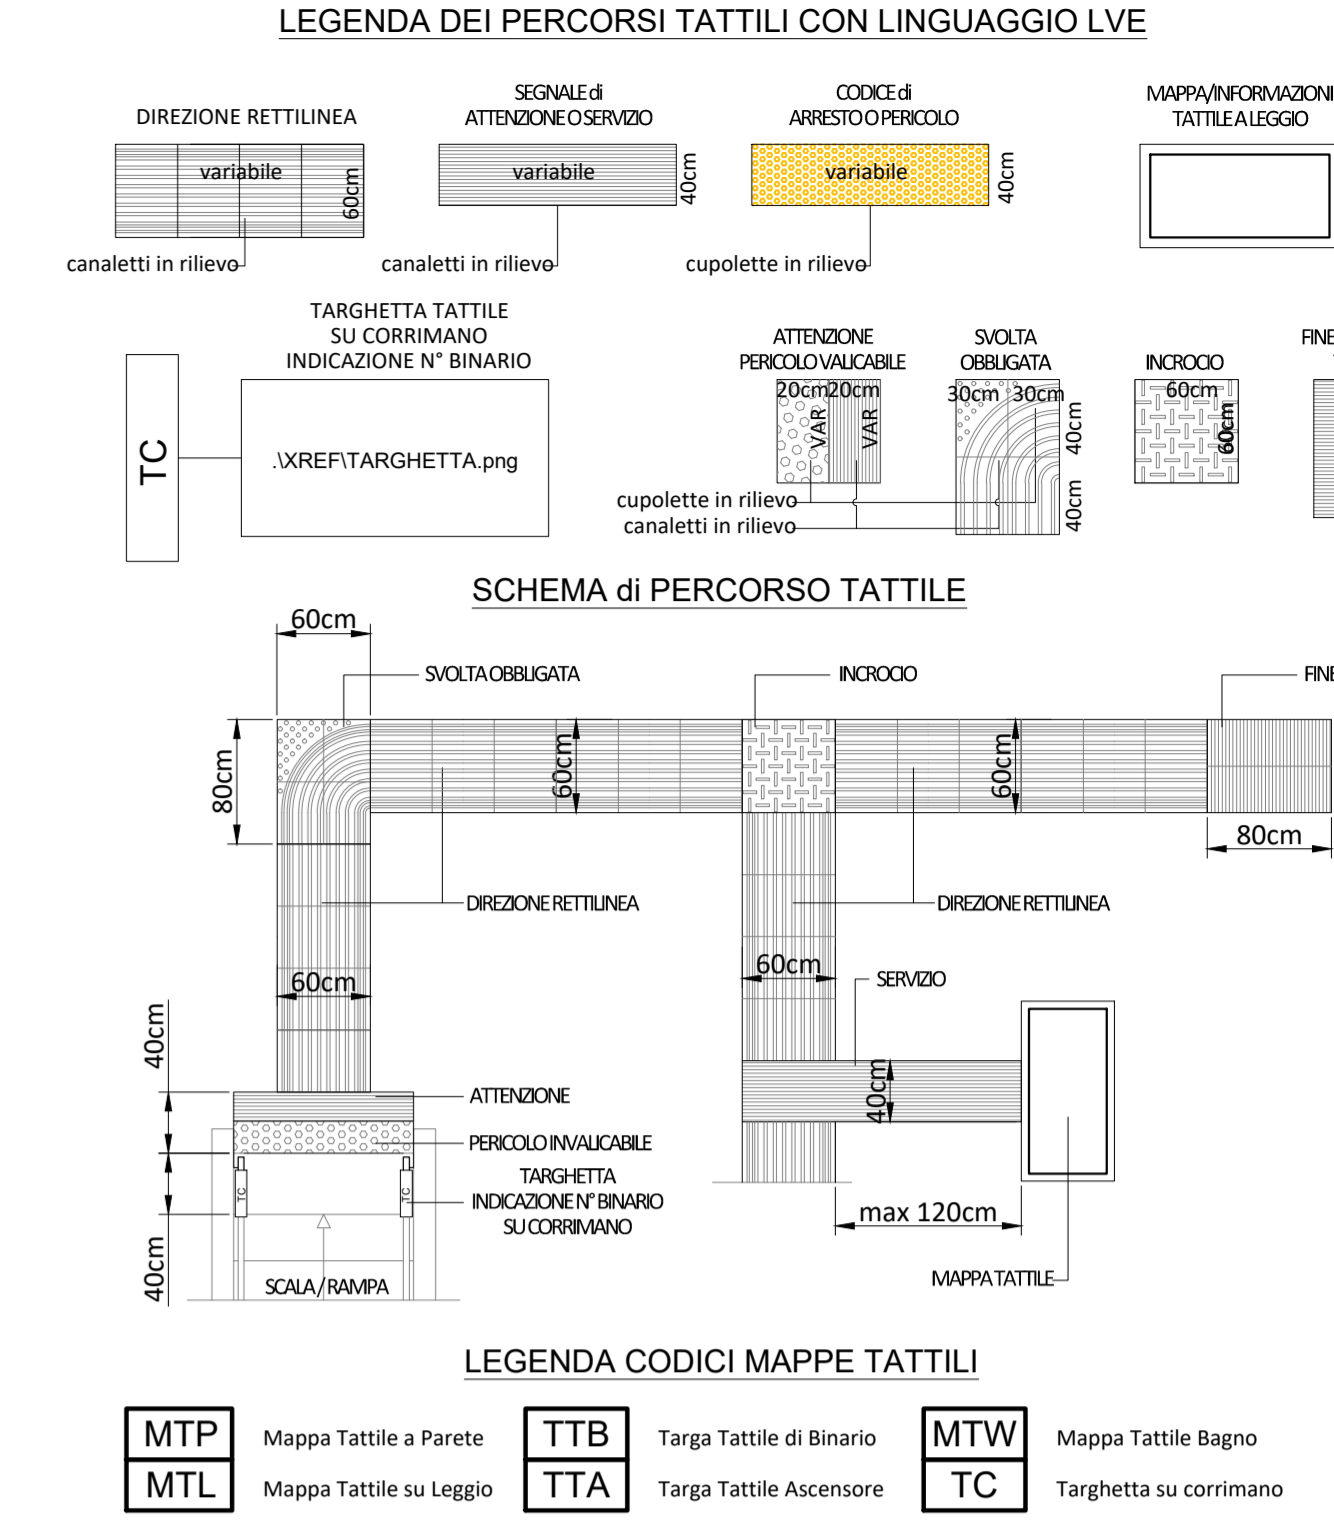 LEGENDA DEI PERCORSI TATTILI CON LINGUAGGIO LVE
DIREZIONE RETTILINEA
variabile
60cm
canaletti in rilievo
SEGNALE di
ATTENZIONE O SERVIZIO
variabile
40cm
canaletti in rilievo
CODICE di
ARRESTO O PERICOLO
variabile
40cm
cupolette in rilievo
MAPPA/INFORMAZIONI
TATTILE A LEGGIO
TC
TARGHETTA TATTILE
SU CORRIMANO
INDICAZIONE N° BINARIO
.\XREF\TARGHETTA.png
ATTENZIONE
PERICOLO VALICABILE
20cm 20cm
VAR
VAR
SVOLTA
OBBLIGATA
30cm 30cm
40cm
40cm
cupolette in rilievo
canaletti in rilievo
INCROCIO
60cm
60cm
FINE
SCHEMA di PERCORSO TATTILE
60cm
SVOLTA OBBLIGATA
INCROCIO
FINE
80cm
60cm
60cm
80cm
DIREZIONE RETTILINEA
DIREZIONE RETTILINEA
60cm
60cm
SERVIZIO
40cm
40cm
ATTENZIONE
PERICOLO INVALICABILE
TARGHETTA
INDICAZIONE N° BINARIO
SU CORRIMANO
TC
TC
max 120cm
40cm
SCALA / RAMPA
MAPPA TATTILE
LEGENDA CODICI MAPPE TATTILI
MTP Mappa Tattile a Parete
TTB Targa Tattile di Binario
MTW Mappa Tattile Bagno
MTL Mappa Tattile su Leggio
TTA Targa Tattile Ascensore
TC Targhetta su corrimano